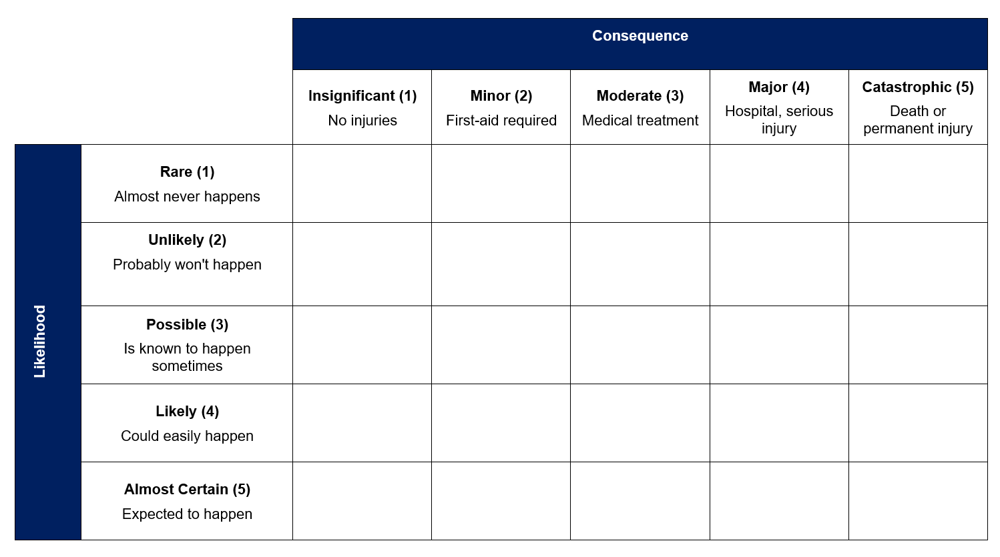 Consequence
Insignificant (1)
No injuries
Minor (2)
First-aid required
Moderate (3)
Medical treatment
Major (4)
Hospital, serious
injury
Catastrophic (5)
Death or
permanent injury
Likelihood
Rare (1)
Almost never happens
Unlikely (2)
Probably won't happen
Possible (3)
Is known to happen
sometimes
Likely (4)
Could easily happen
Almost Certain (5)
Expected to happen